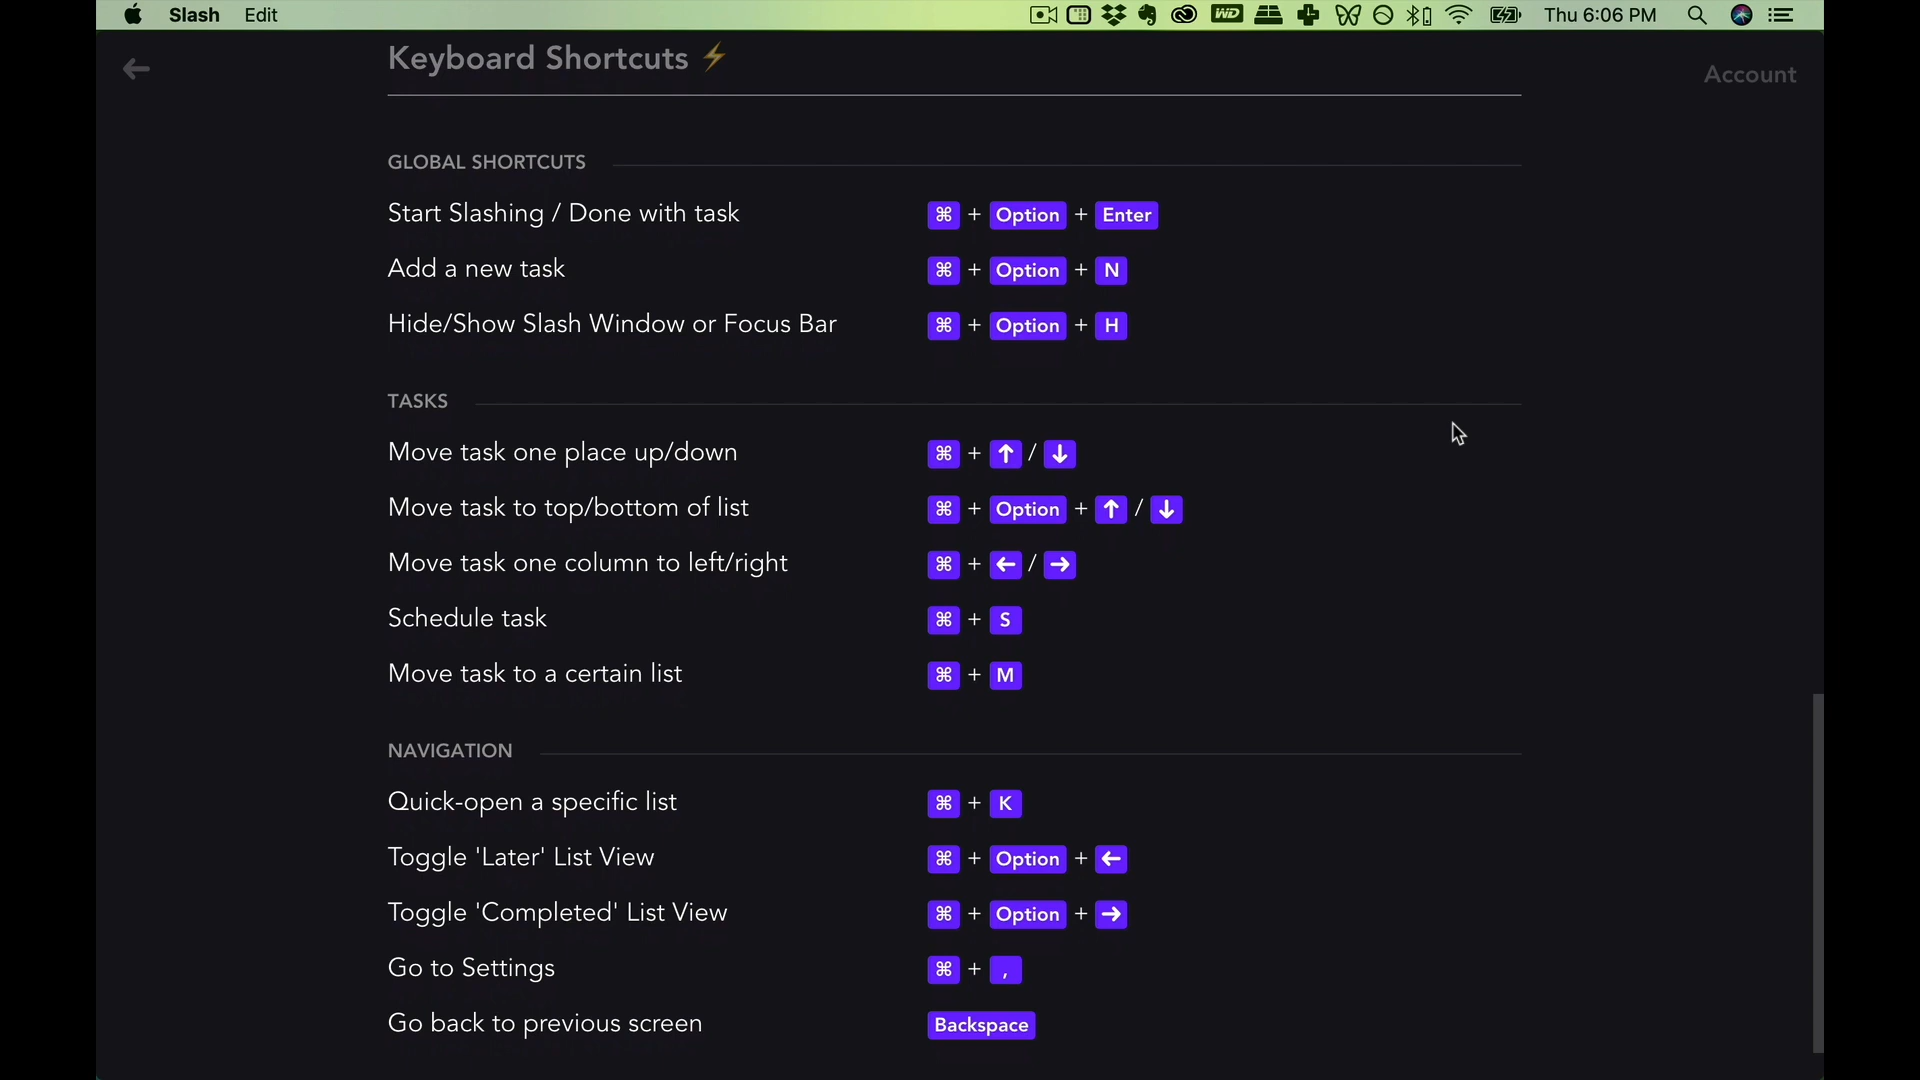 Slash Edit Thu 6:06 PM
Keyboard Shortcuts ⚡
Account
GLOBAL SHORTCUTS
Start Slashing / Done with task ⌘ + Option + Enter
Add a new task ⌘ + Option + N
Hide/Show Slash Window or Focus Bar ⌘ + Option + H
TASKS
Move task one place up/down ⌘ + ↑ / ↓
Move task to top/bottom of list ⌘ + Option + ↑ / ↓
Move task one column to left/right ⌘ + ← / →
Schedule task ⌘ + S
Move task to a certain list ⌘ + M
NAVIGATION
Quick-open a specific list ⌘ + K
Toggle 'Later' List View ⌘ + Option + ←
Toggle 'Completed' List View ⌘ + Option + →
Go to Settings ⌘ + ,
Go back to previous screen Backspace